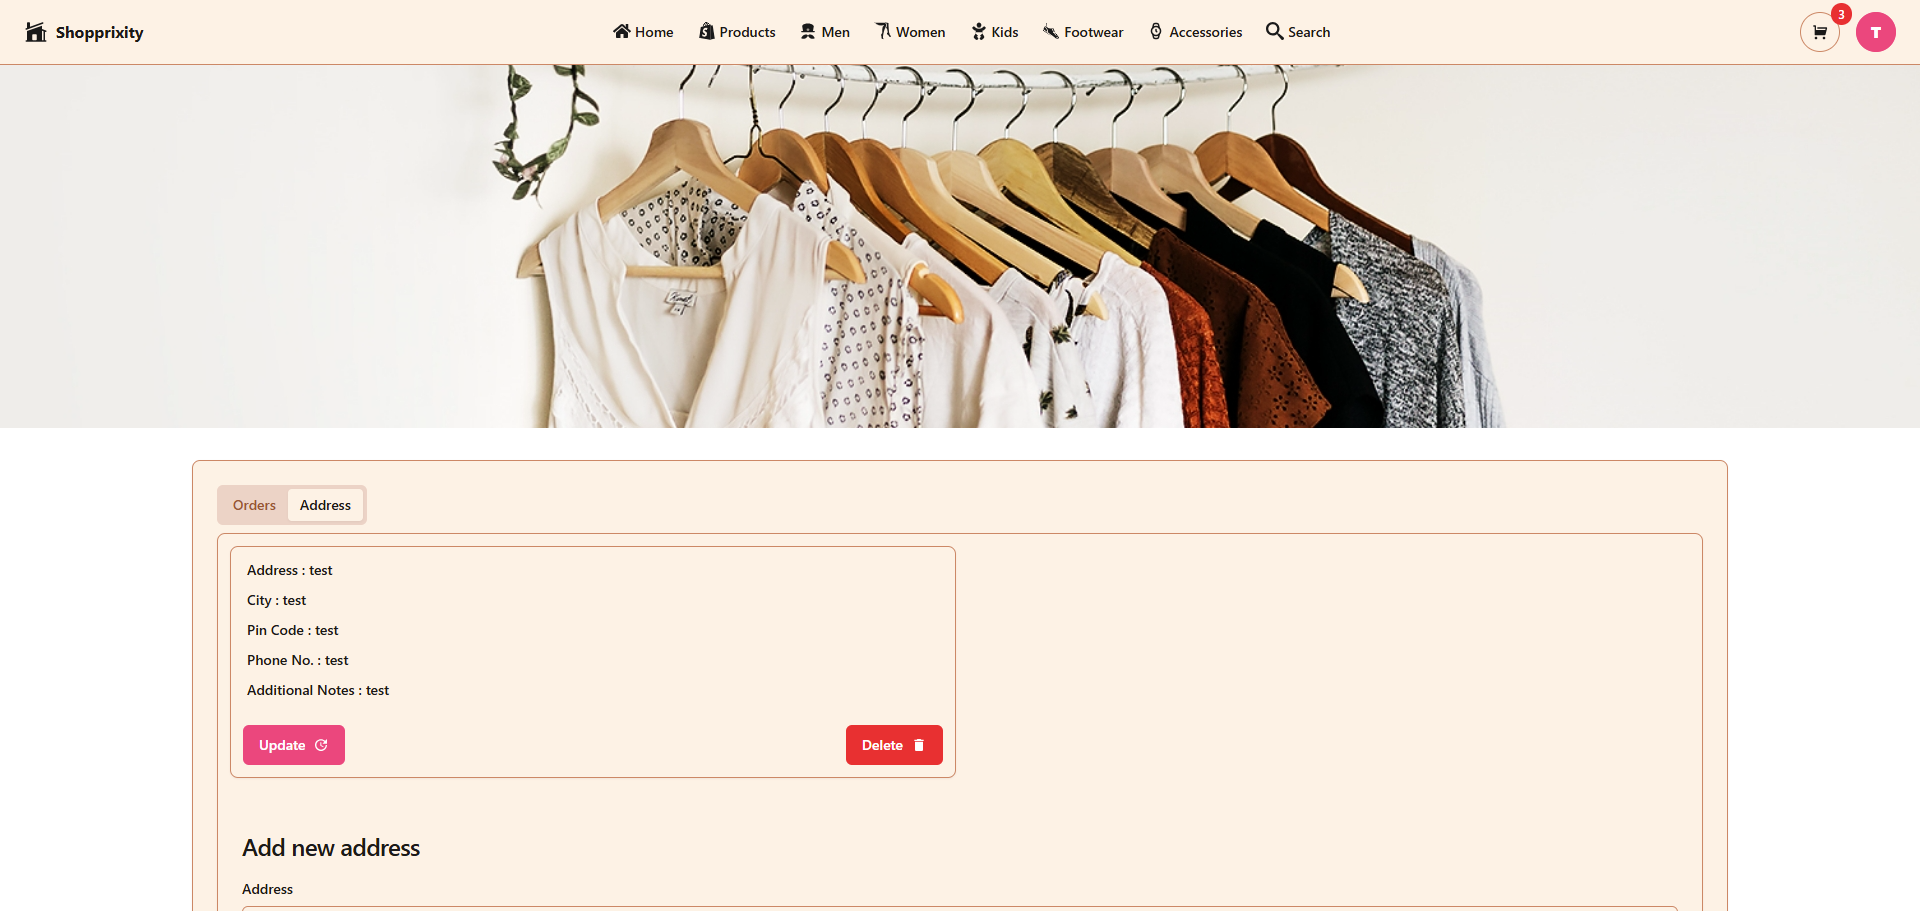 Shopprixity
Home Products Men Women Kids Footwear Accessories Search
3
T
Orders Address
Address : test
City : test
Pin Code : test
Phone No. : test
Additional Notes : test
Update Delete
Add new address
Address